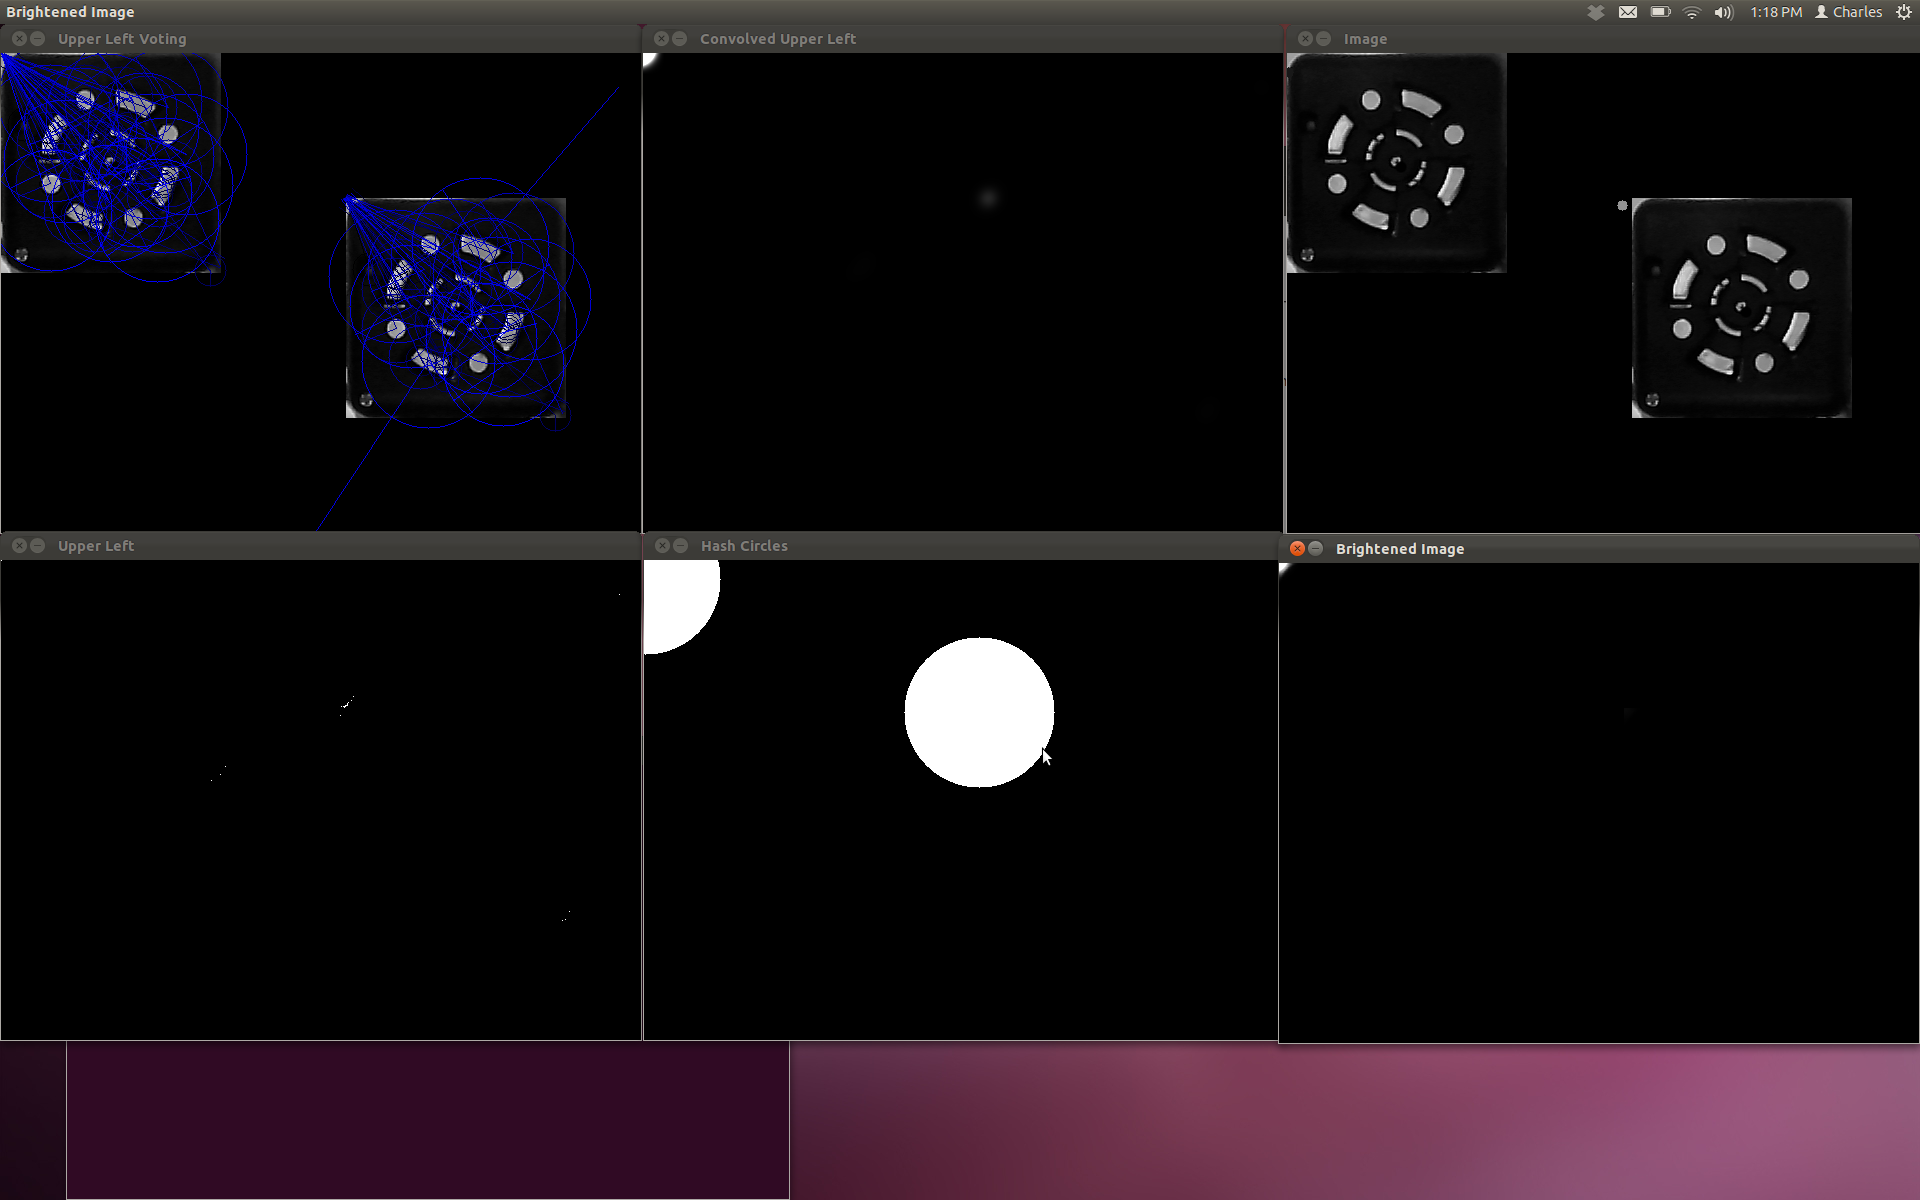 Brightened Image
1:18 PM Charles
Upper Left Voting
Convolved Upper Left
Image
Upper Left
Hash Circles
Brightened Image